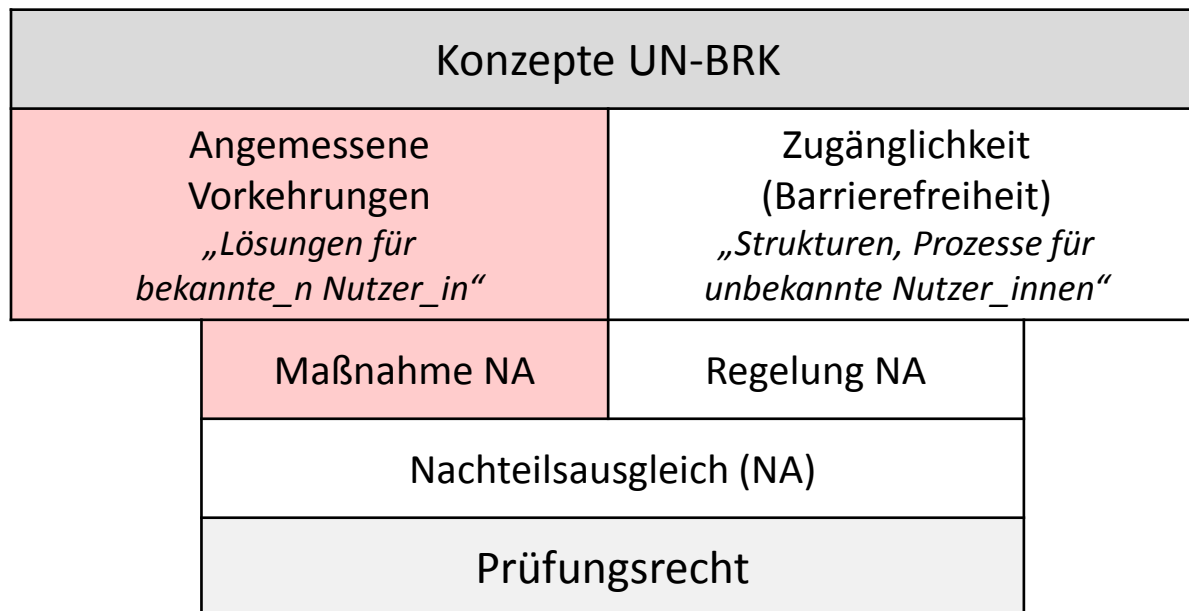 Konzepte UN-BRK
Angemessene
Vorkehrungen
„Lösungen für
bekannte_n Nutzer_in“
Zugänglichkeit
(Barrierefreiheit)
„Strukturen, Prozesse für
unbekannte Nutzer_innen“
Maßnahme NA
Regelung NA
Nachteilsausgleich (NA)
Prüfungsrecht